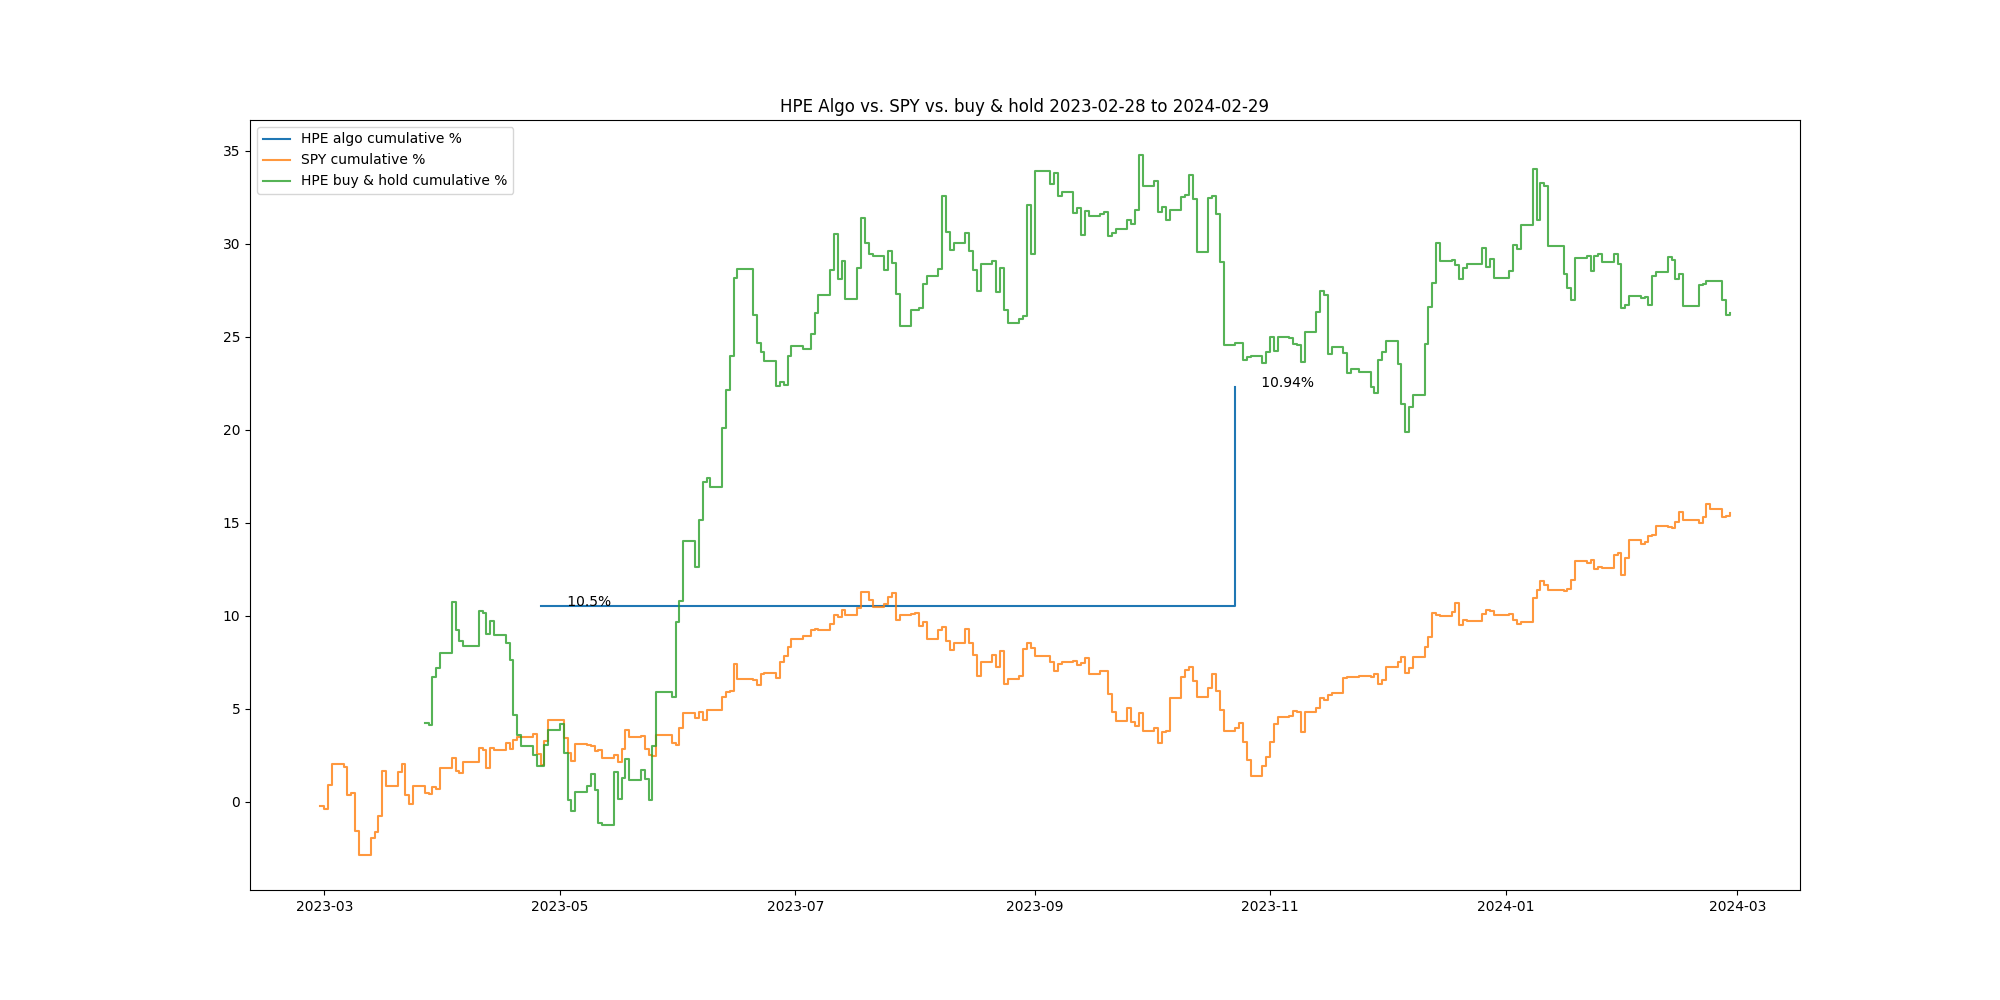 HPE Algo vs. SPY vs. buy & hold 2023-02-28 to 2024-02-29
HPE algo cumulative %
SPY cumulative %
HPE buy & hold cumulative %
35
30
25
20
15
10
5
0
10.94%
10.5%
2023-03 2023-05 2023-07 2023-09 2023-11 2024-01 2024-03